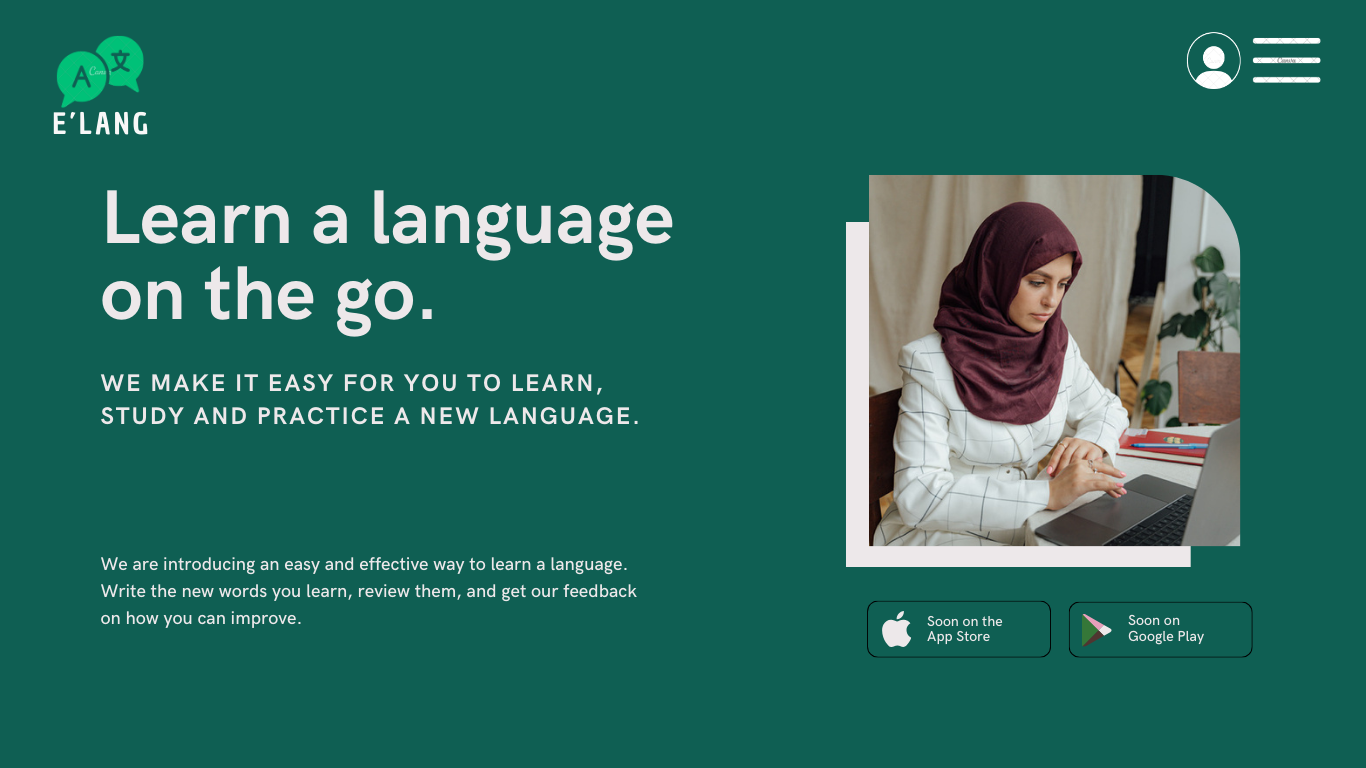 A 文
Canva
Canva
E'LANG
Learn a language
on the go.
WE MAKE IT EASY FOR YOU TO LEARN,
STUDY AND PRACTICE A NEW LANGUAGE.
We are introducing an easy and effective way to learn a language.
Write the new words you learn, review them, and get our feedback
on how you can improve.
Soon on the
App Store
Soon on
Google Play